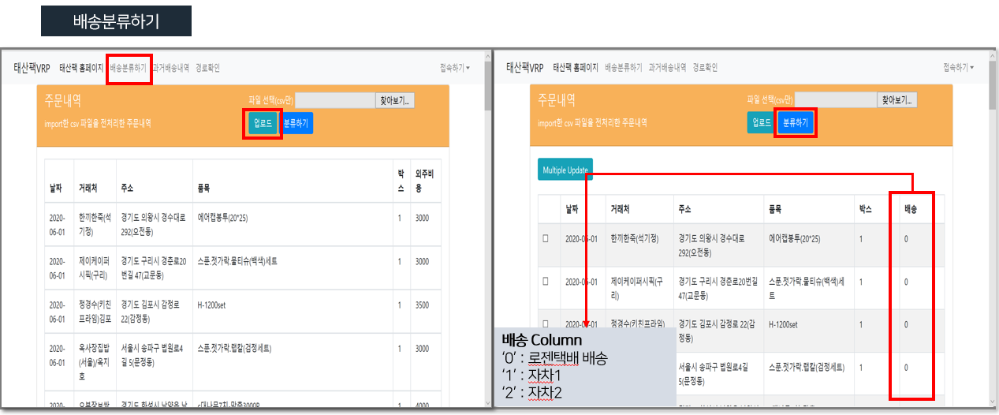 배송분류하기
태산팩VRP 태산팩 홈페이지 배송분류하기 과거배송내역 경로확인 접속하기
주문내역
파일 선택(csv만) 찾아보기...
import한 csv 파일을 전처리한 주문내역
업로드 분류하기
날짜 거래처 주소 품목 박스 외주비용
2020-06-01 한끼한죽(석기정) 경기도 의왕시 경수대로 292(오전동) 에어캡봉투(20*25) 1 3000
2020-06-01 제이케이퍼시픽(구리) 경기도 구리시 경춘로20번길 47(교문동) 스푼.젓가락.물티슈(백색)세트 1 3000
2020-06-01 정경수(키친프라임)김포 경기도 김포시 감정로 22(감정동) H-1200set 1 3500
2020-06-01 옥사장집밥(서울)/옥지호 서울시 송파구 법원로4길 5(문정동) 스푼.젓가락.랩칼(검정세트) 1 3000
태산팩VRP 태산팩 홈페이지 배송분류하기 과거배송내역 경로확인 접속하기
주문내역
파일 선택(csv만) 찾아보기...
import한 csv 파일을 전처리한 주문내역
업로드 분류하기
Multiple Update
날짜 거래처 주소 품목 박스 배송
2020-06-01 한끼한죽(석기정) 경기도 의왕시 경수대로 292(오전동) 에어캡봉투(20*25) 1 0
2020-06-01 제이케이퍼시픽(구리) 경기도 구리시 경춘로20번길 47(교문동) 스푼.젓가락.물티슈(백색)세트 1 0
2020-06-01 정경수(키친프라임) 경기도 김포시 감정로 22(감정동) H-1200set 1 0
서울시 송파구 법원로4길 5(문정동) 스푼.젓가락.랩칼(검정세트) 1 0
배송 Column
‘0’ : 로젠택배 배송
‘1’ : 자차1
‘2’ : 자차2